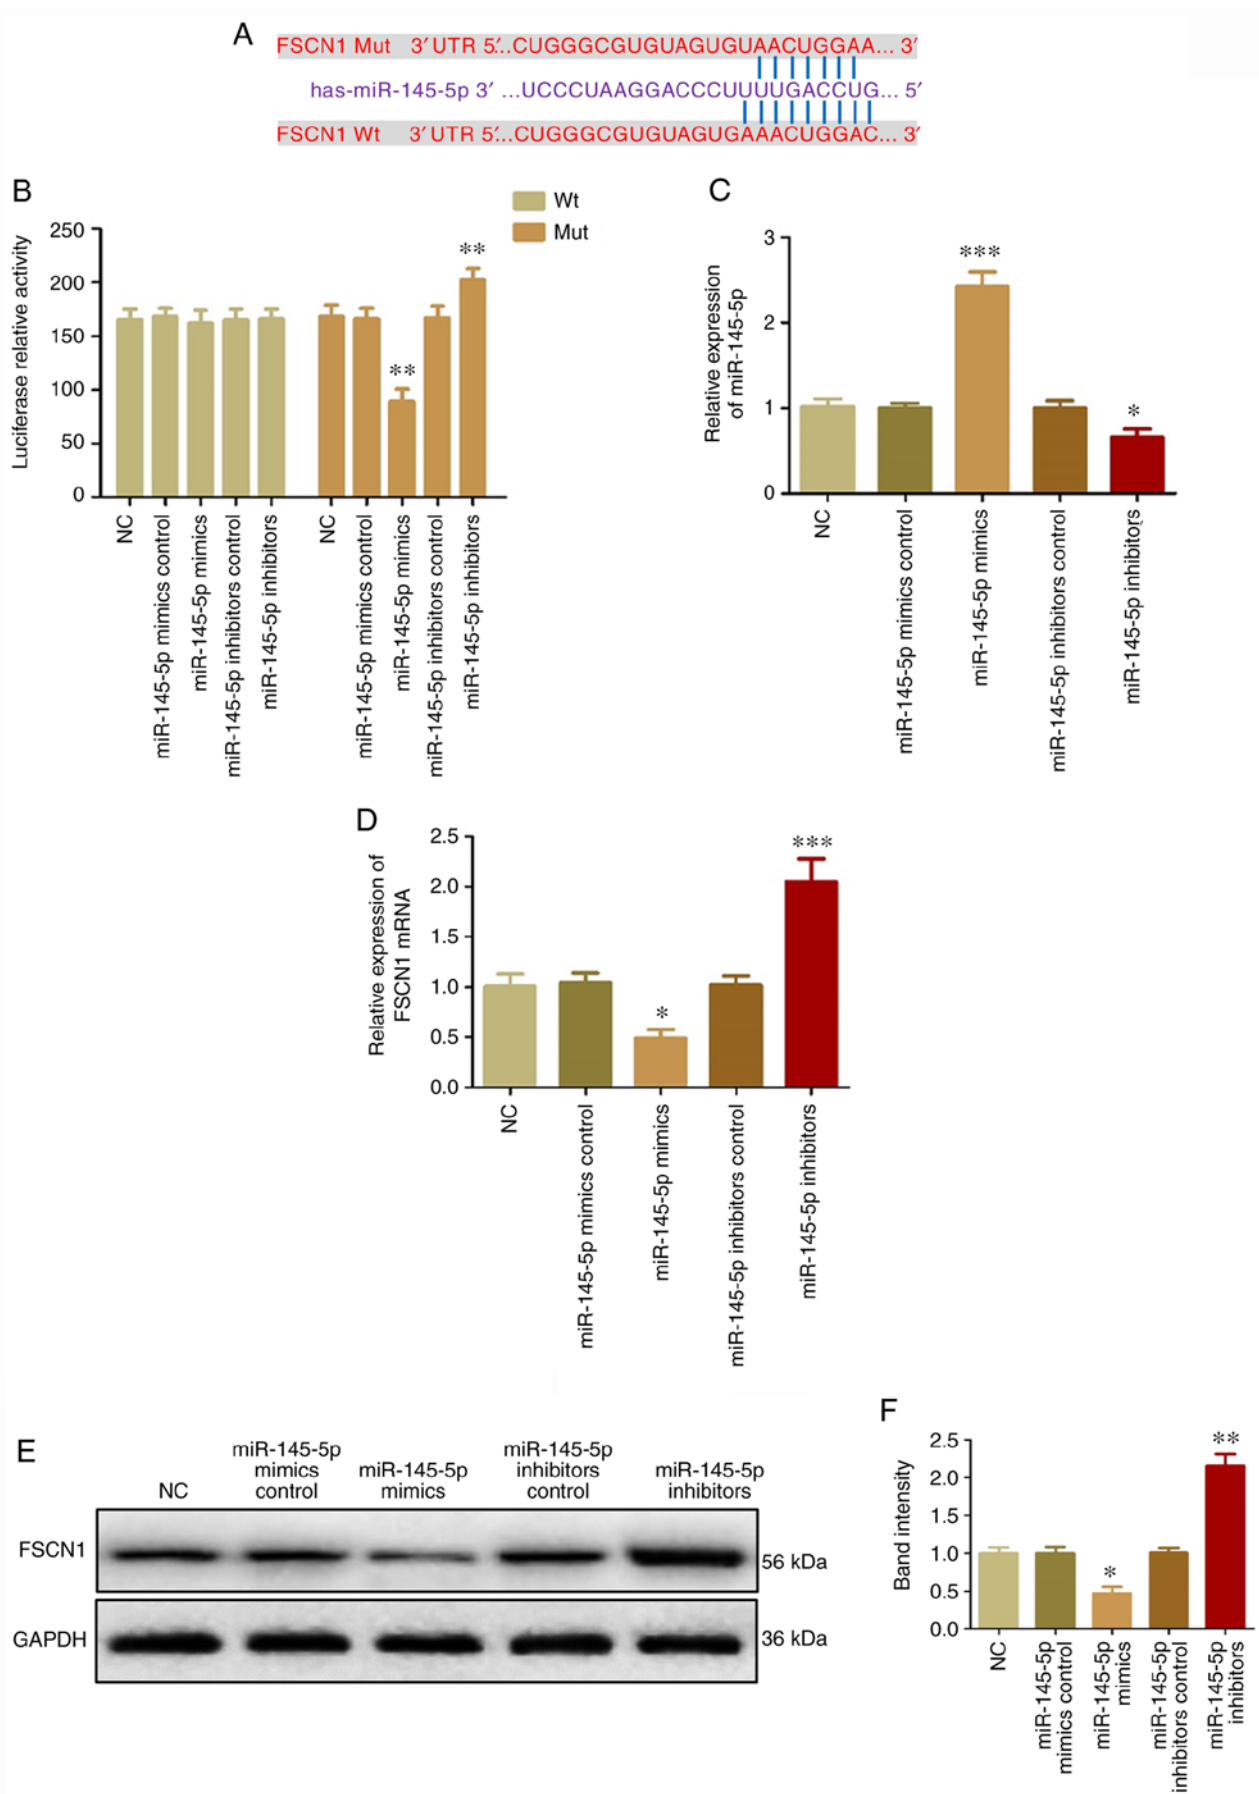 A
FSCN1 Mut 3′ UTR 5′...CUGGGCGUGUAGUGUAACUGGAA... 3′
has-miR-145-5p 3′ ...UCCCUAAGGACCCUUUUGACCUG... 5′
FSCN1 Wt 3′ UTR 5′...CUGGGCGUGUAGUGAAACUGGAC... 3′
B
Wt
Mut
Luciferase relative activity
250
200
150
100
50
0
**
**
NC
miR-145-5p mimics control
miR-145-5p mimics
miR-145-5p inhibitors control
miR-145-5p inhibitors
NC
miR-145-5p mimics control
miR-145-5p mimics
miR-145-5p inhibitors control
miR-145-5p inhibitors
C
Relative expression
of miR-145-5p
3
2
1
0
***
*
NC
miR-145-5p mimics control
miR-145-5p mimics
miR-145-5p inhibitors control
miR-145-5p inhibitors
D
Relative expression of
FSCN1 mRNA
2.5
2.0
1.5
1.0
0.5
0.0
*
***
NC
miR-145-5p mimics control
miR-145-5p mimics
miR-145-5p inhibitors control
miR-145-5p inhibitors
E
NC
miR-145-5p
mimics
control
miR-145-5p
mimics
miR-145-5p
inhibitors
control
miR-145-5p
inhibitors
FSCN1
56 kDa
GAPDH
36 kDa
F
Band intensity
2.5
2.0
1.5
1.0
0.5
0.0
*
**
NC
miR-145-5p
mimics control
miR-145-5p
mimics
miR-145-5p
inhibitors control
miR-145-5p
inhibitors